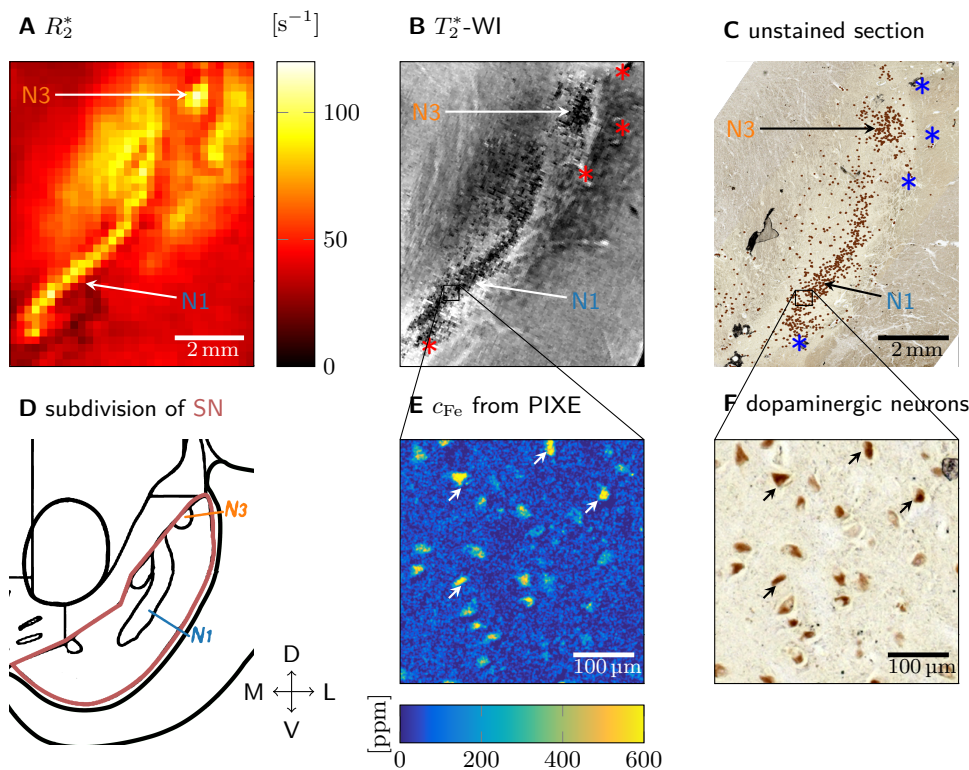 A R₂* [s⁻¹]
N3
100
50
N1
2 mm
0
B T₂*-WI
N3
N1
C unstained section
N3
N1
2 mm
D subdivision of SN
N3
N1
D
M L
V
E c_Fe from PIXE
100 µm
[ppm]
0 200 400 600
F dopaminergic neurons
100 µm